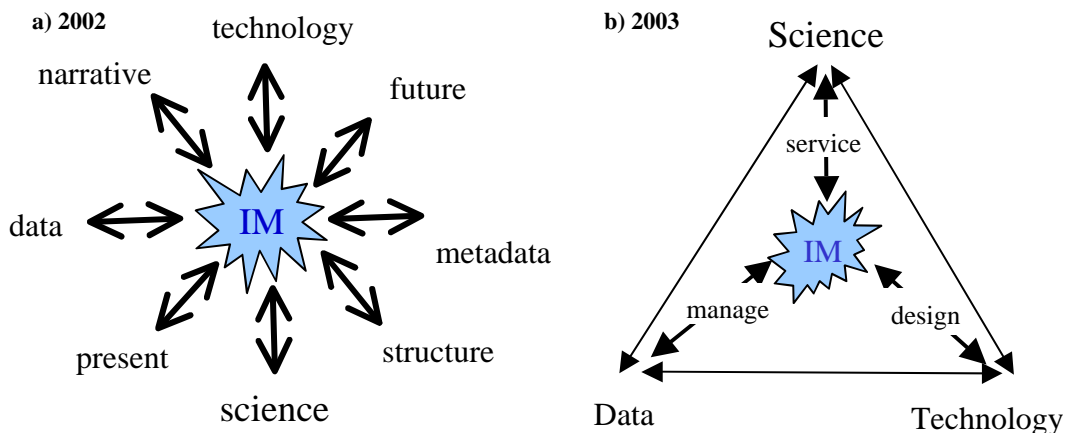 a) 2002
technology
narrative
future
data
IM
metadata
present
structure
science
b) 2003
Science
service
IM
manage
design
Data
Technology